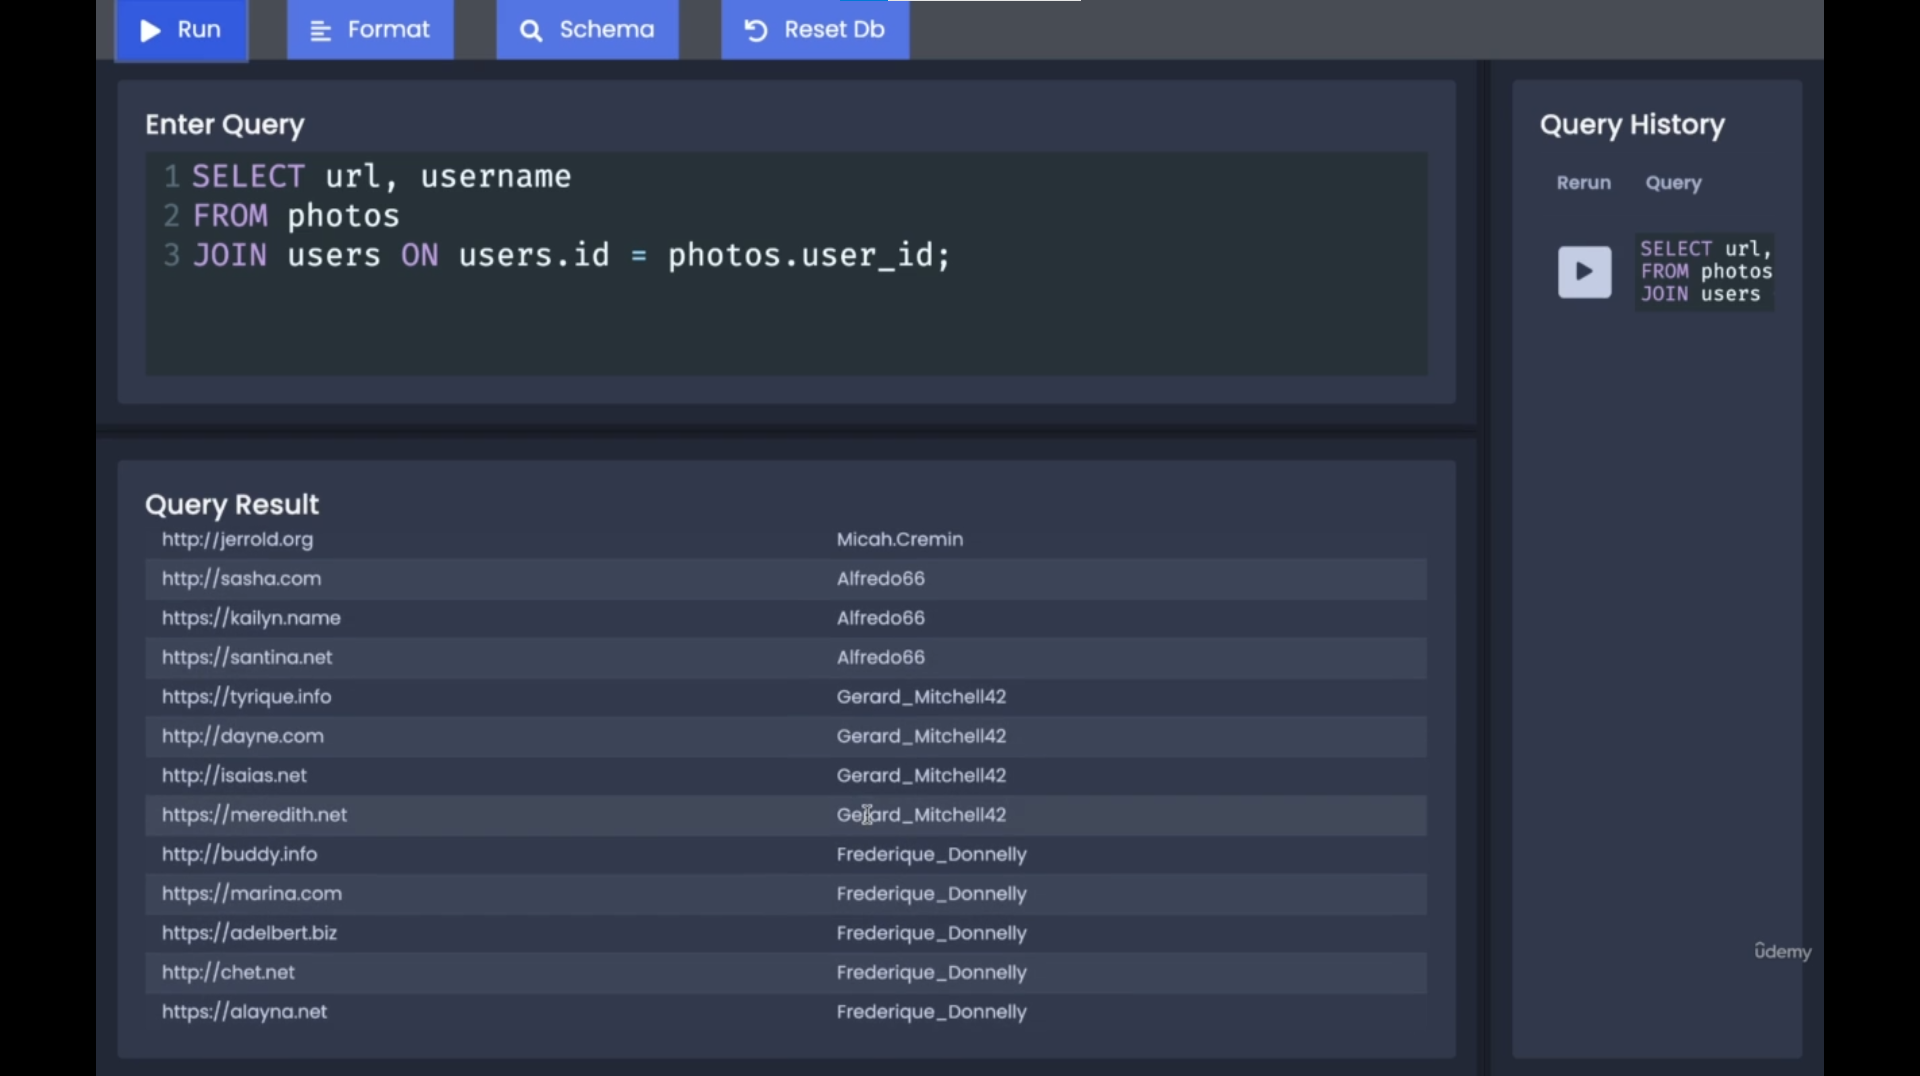 Run Format Schema Reset Db
Enter Query
1 SELECT url, username
2 FROM photos
3 JOIN users ON users.id = photos.user_id;
Query Result
http://jerrold.org Micah.Cremin
http://sasha.com Alfredo66
https://kailyn.name Alfredo66
https://santina.net Alfredo66
https://tyrique.info Gerard_Mitchell42
http://dayne.com Gerard_Mitchell42
http://isaias.net Gerard_Mitchell42
https://meredith.net Gerard_Mitchell42
http://buddy.info Frederique_Donnelly
https://marina.com Frederique_Donnelly
https://adelbert.biz Frederique_Donnelly
http://chet.net Frederique_Donnelly
https://alayna.net Frederique_Donnelly
Query History
Rerun Query
SELECT url,
FROM photos
JOIN users
ûdemy